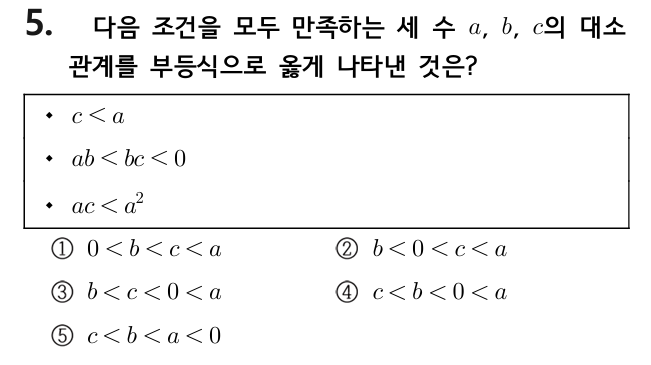 5. 다음 조건을 모두 만족하는 세 수 a, b, c의 대소
관계를 부등식으로 옳게 나타낸 것은?
◆ c < a
◆ ab < bc < 0
◆ ac < a²
① 0 < b < c < a ② b < 0 < c < a
③ b < c < 0 < a ④ c < b < 0 < a
⑤ c < b < a < 0